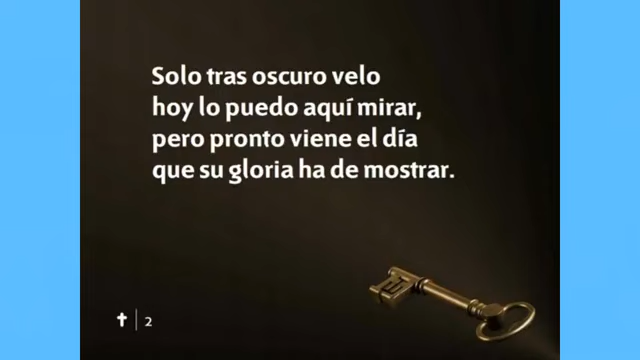 Solo tras oscuro velo
hoy lo puedo aquí mirar,
pero pronto viene el día
que su gloria ha de mostrar.
2